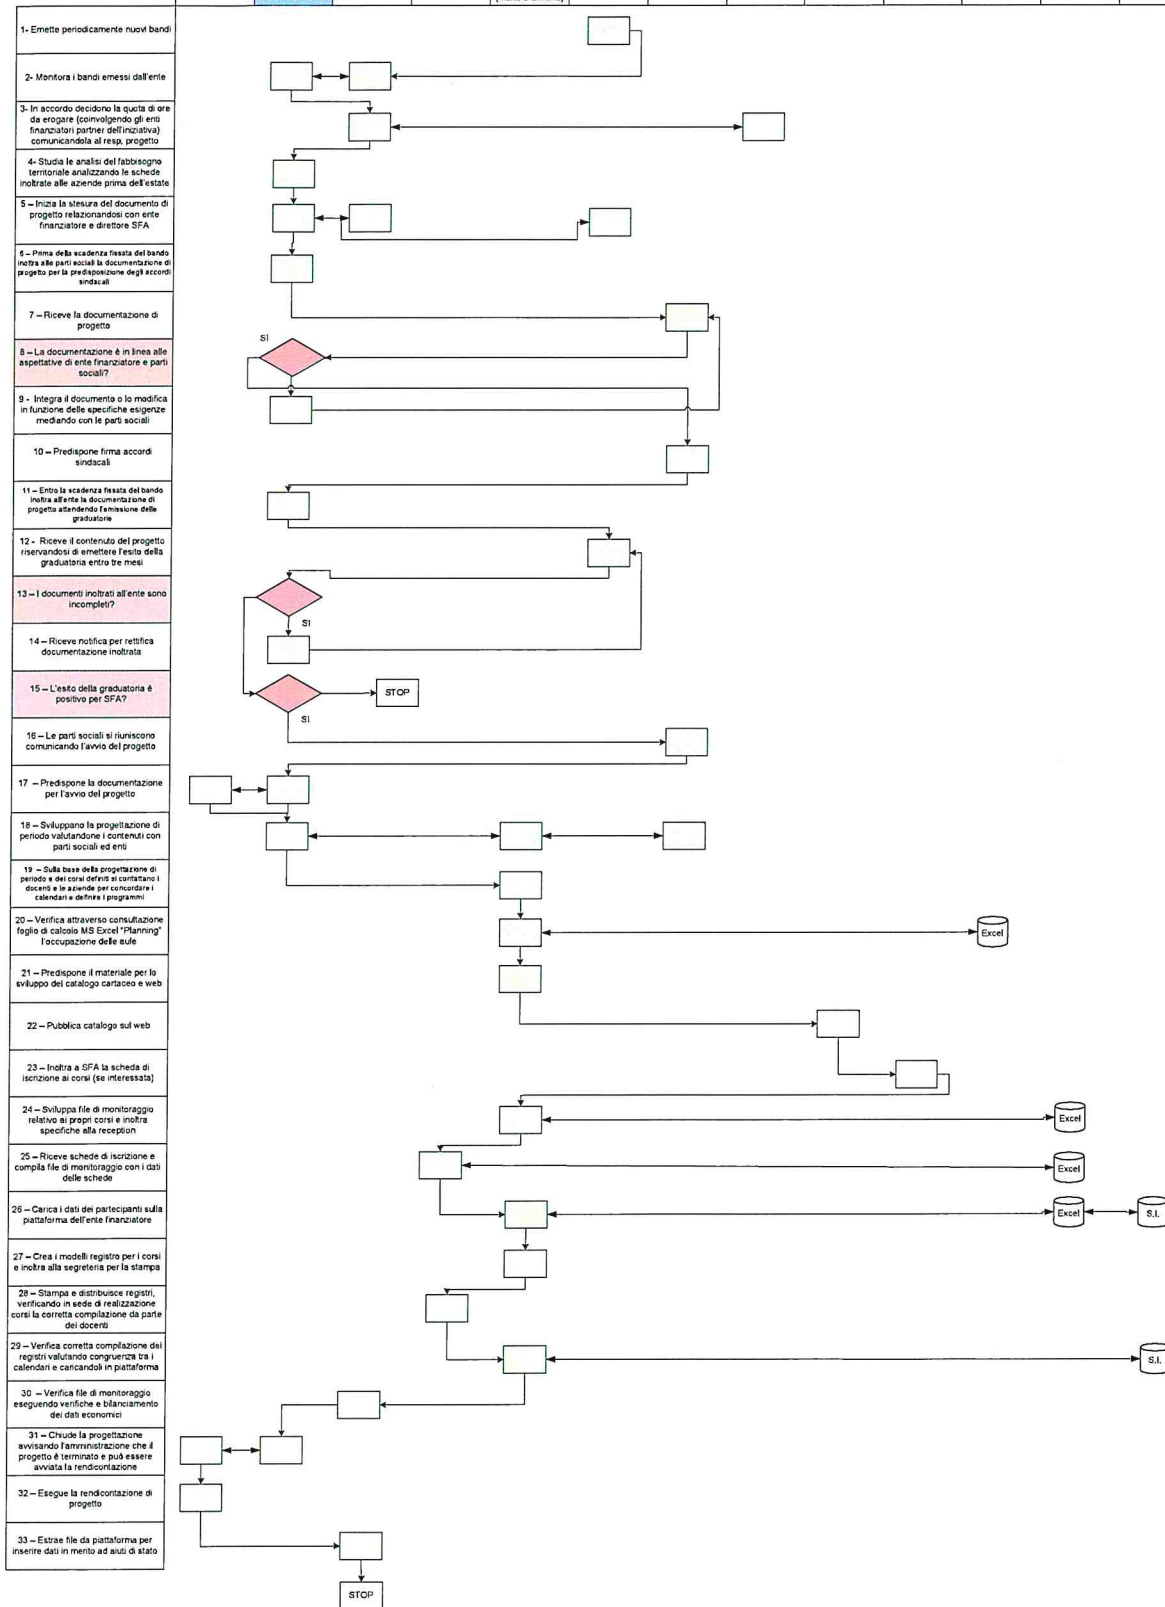 1- Emette periodicamente nuovi bandi
2- Monitora i bandi emessi dall'ente
3- In accordo decidono la quota di ore
da erogare (coinvolgendo gli enti
finanziatori partner dell'iniziativa)
comunicandola al resp. progetto
4- Studia le analisi del fabbisogno
territoriale analizzando le schede
inoltrate alle aziende prima dell'estate
5 – Inizia la stesura del documento di
progetto relazionandosi con ente
finanziatore e direttore SFA
6 – Prima della scadenza fissata del bando
inoltra alle parti sociali la documentazione di
progetto per la predisposizione degli accordi
sindacali
7 – Riceve la documentazione di
progetto
SI
8 – La documentazione è in linea alle
aspettative di ente finanziatore e parti
sociali?
9 - Integra il documento o lo modifica
in funzione delle specifiche esigenze
mediando con le parti sociali
10 – Predispone firma accordi
sindacali
11 – Entro la scadenza fissata del bando
inoltra all'ente la documentazione di
progetto attendendo l'emissione delle
graduatorie
12 - Riceve il contenuto del progetto
riservandosi di emettere l'esito della
graduatoria entro tre mesi
13 – I documenti inoltrati all'ente sono
incompleti?
SI
14 – Riceve notifica per rettifica
documentazione inoltrata
15 – L'esito della graduatoria è
positivo per SFA?
STOP
SI
16 – Le parti sociali si riuniscono
comunicando l'avvio del progetto
17 – Predispone la documentazione
per l'avvio del progetto
18 – Sviluppano la progettazione di
periodo valutandone i contenuti con
parti sociali ed enti
19 – Sulla base della progettazione di
periodo e dei corsi definiti si contattano i
docenti e le aziende per concordare i
calendari e definire i programmi
20 – Verifica attraverso consultazione
foglio di calcolo MS Excel "Planning"
l'occupazione delle aule
Excel
21 – Predispone il materiale per lo
sviluppo del catalogo cartaceo e web
22 – Pubblica catalogo sul web
23 – Inoltra a SFA la scheda di
iscrizione ai corsi (se interessata)
24 – Sviluppa file di monitoraggio
relativo ai propri corsi e inoltra
specifiche alla reception
Excel
25 – Riceve schede di iscrizione e
compila file di monitoraggio con i dati
delle schede
Excel
26 – Carica i dati dei partecipanti sulla
piattaforma dell'ente finanziatore
Excel
S.I.
27 – Crea i modelli registro per i corsi
e inoltra alla segreteria per la stampa
28 – Stampa e distribuisce registri,
verificando in sede di realizzazione
corsi la corretta compilazione da parte
dei docenti
29 – Verifica corretta compilazione dei
registri valutando congruenza tra i
calendari e caricandoli in piattaforma
S.I.
30 – Verifica file di monitoraggio
eseguendo verifiche e bilanciamento
dei dati economici
31 – Chiude la progettazione
avvisando l'amministrazione che il
progetto è terminato e può essere
avviata la rendicontazione
32 – Esegue la rendicontazione di
progetto
33 – Estrae file da piattaforma per
inserire dati in merito ad aiuti di stato
STOP